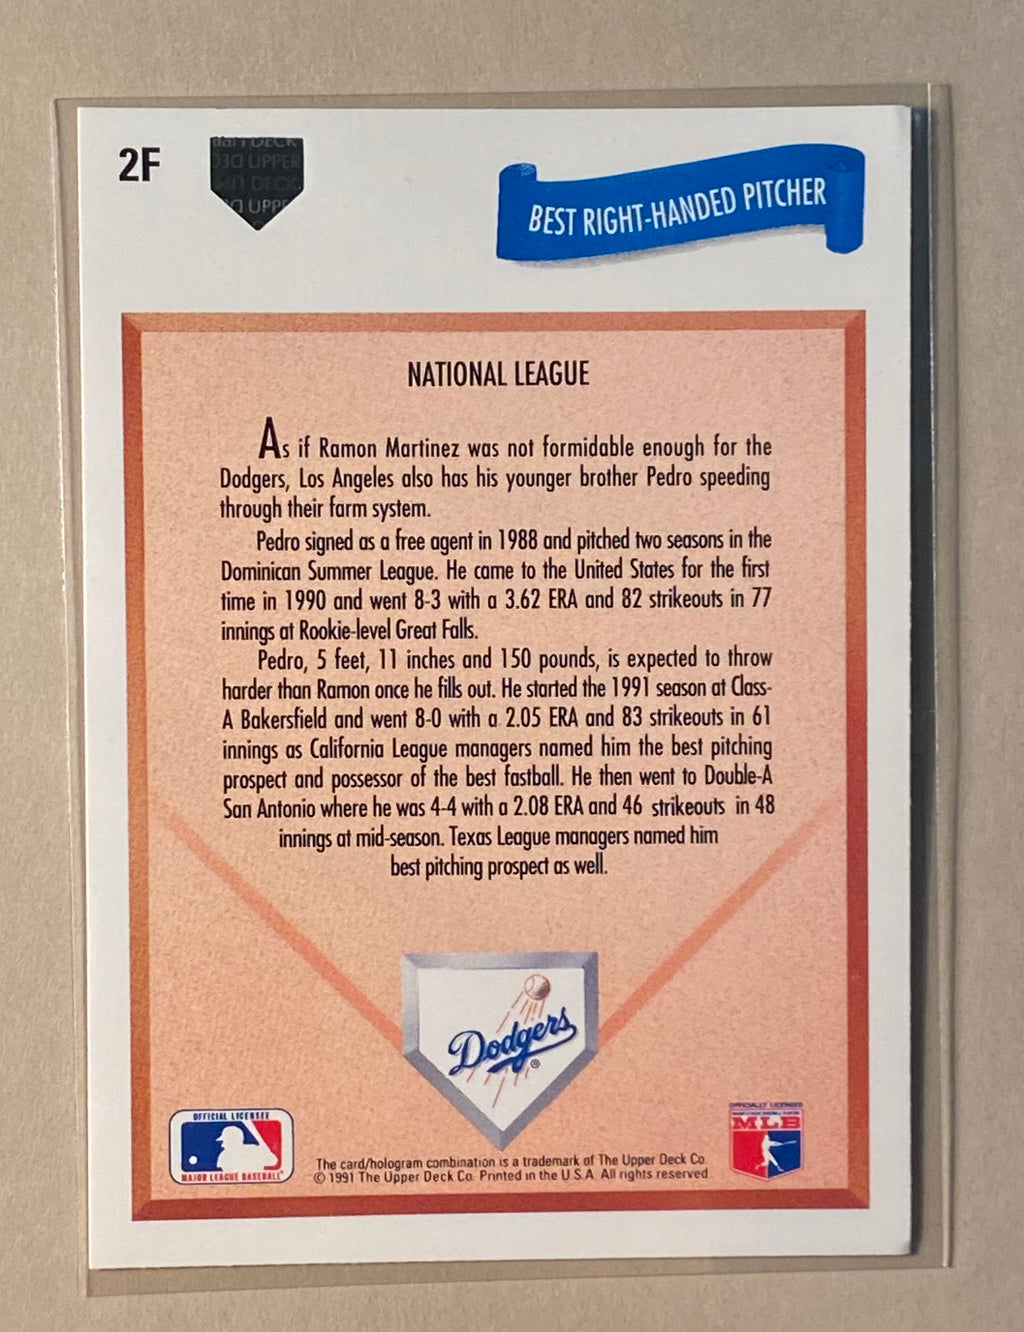 2F
UPPER
DECK
BEST RIGHT-HANDED PITCHER
NATIONAL LEAGUE
As if Ramon Martinez was not formidable enough for the
Dodgers, Los Angeles also has his younger brother Pedro speeding
through their farm system.
Pedro signed as a free agent in 1988 and pitched two seasons in the
Dominican Summer League. He came to the United States for the first
time in 1990 and went 8-3 with a 3.62 ERA and 82 strikeouts in 77
innings at Rookie-level Great Falls.
Pedro, 5 feet, 11 inches and 150 pounds, is expected to throw
harder than Ramon once he fills out. He started the 1991 season at Class-
A Bakersfield and went 8-0 with a 2.05 ERA and 83 strikeouts in 61
innings as California League managers named him the best pitching
prospect and possessor of the best fastball. He then went to Double-A
San Antonio where he was 4-4 with a 2.08 ERA and 46 strikeouts in 48
innings at mid-season. Texas League managers named him
best pitching prospect as well.
Dodgers
®
OFFICIAL LICENSEE
MAJOR LEAGUE BASEBALL
The card/hologram combination is a trademark of The Upper Deck Co.
© 1991 The Upper Deck Co. Printed in the U.S.A. All rights reserved.
OFFICIALLY LICENSED
MLB